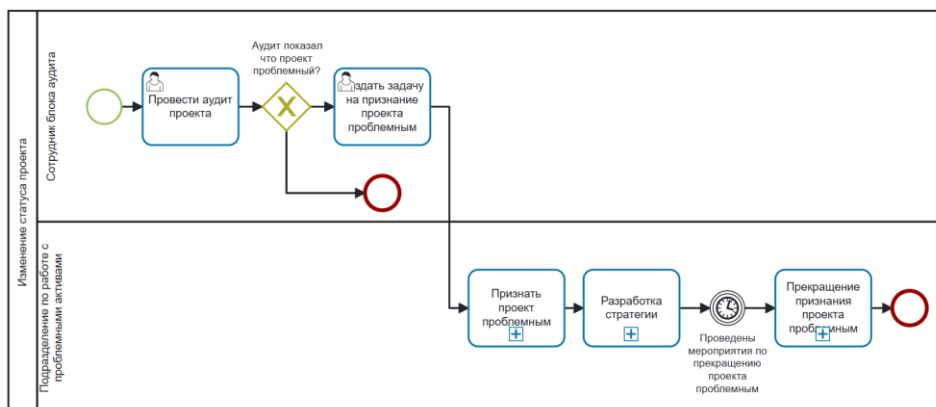 Изменение статуса проекта
Сотрудник блока аудита
Провести аудит
проекта
Аудит показал
что проект
проблемный?
здать задачу
на признание
проекта
проблемным
Подразделение по работе с
проблемными активами
Признать
проект
проблемным
Разработка
стратегии
Проведены
мероприятия по
прекращению
проекта
проблемным
Прекращение
признания
проекта
проблемным